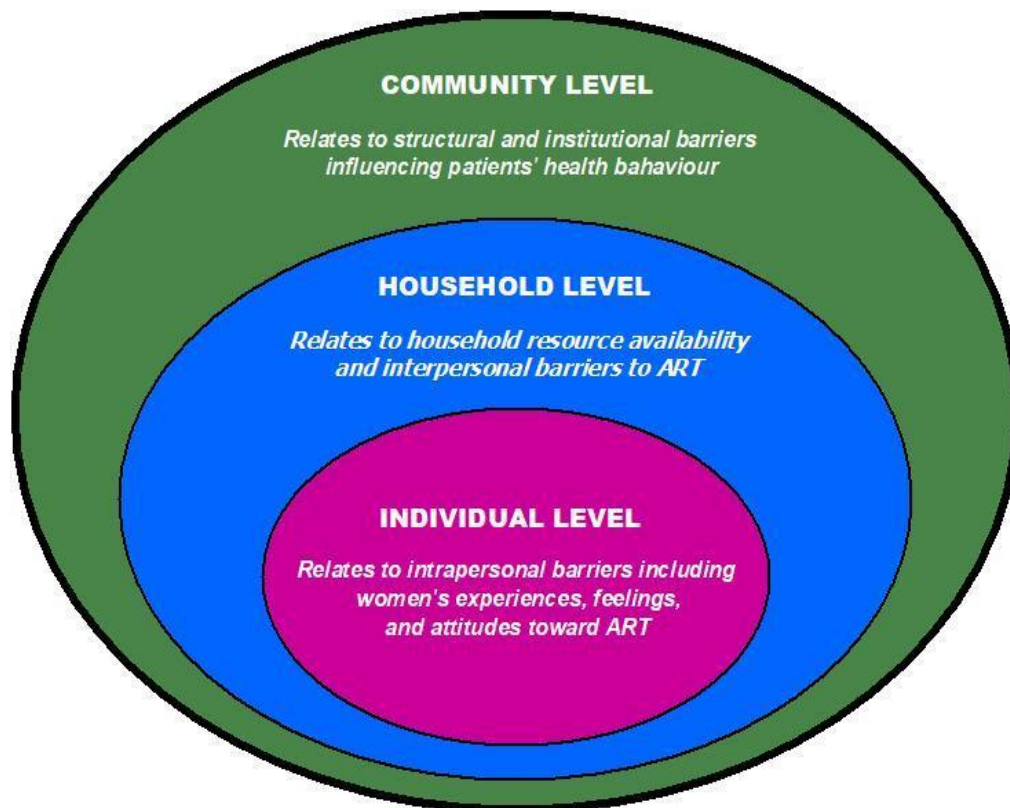 COMMUNITY LEVEL
Relates to structural and institutional barriers
influencing patients' health bahaviour
HOUSEHOLD LEVEL
Relates to household resource availability
and interpersonal barriers to ART
INDIVIDUAL LEVEL
Relates to intrapersonal barriers including
women's experiences, feelings,
and attitudes toward ART